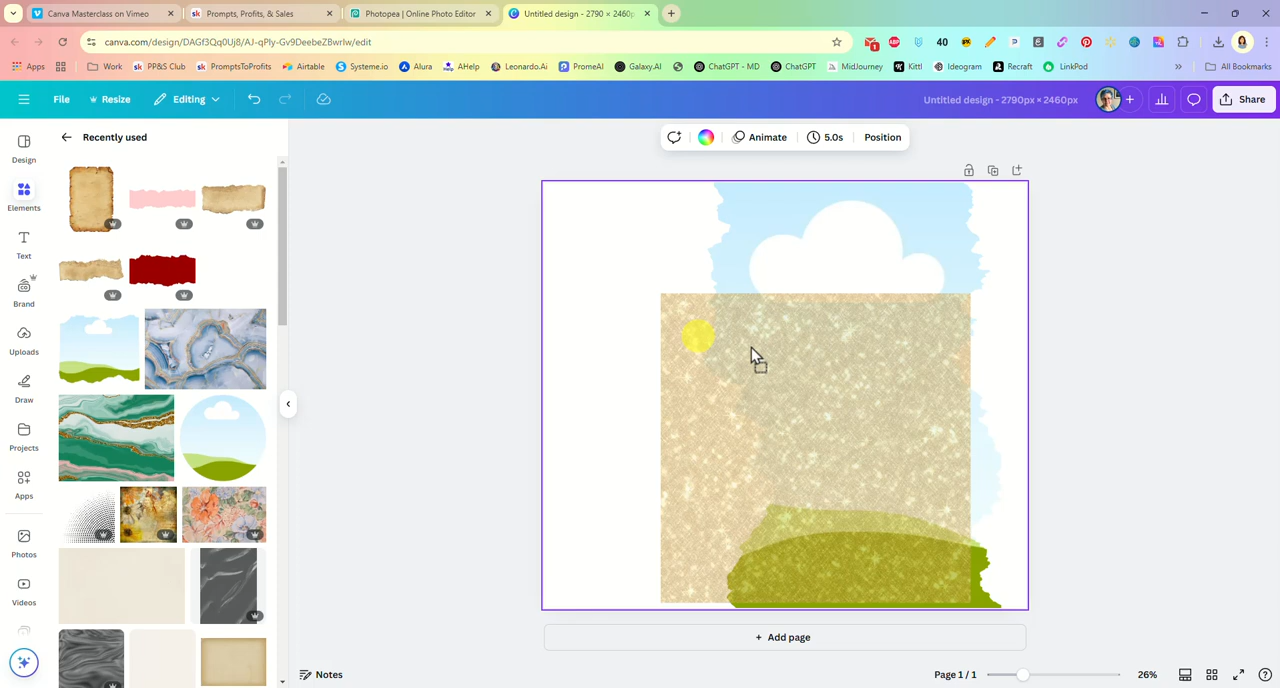 Canva Masterclass on Vimeo
Prompts, Profits, & Sales
Photopea | Online Photo Editor
Untitled design - 2790 × 2460p
canva.com/design/DAGf3Qq0Uj8/AJ-qPIy-Gv9DeebeZBwrlw/edit
1
40
Apps
Work
PP&S Club
PromptsToProfits
Airtable
Systeme.io
Alura
AHelp
Leonardo.Ai
PromeAI
Galaxy.AI
ChatGPT - MD
ChatGPT
MidJourney
Kittl
Ideogram
Recraft
LinkPod
All Bookmarks
File
Resize
Editing
Untitled design - 2790px × 2460px
Share
Design
Elements
Text
Brand
Uploads
Draw
Projects
Apps
Photos
Videos
Recently used
Animate
5.0s
Position
+ Add page
Notes
Page 1 / 1
26%